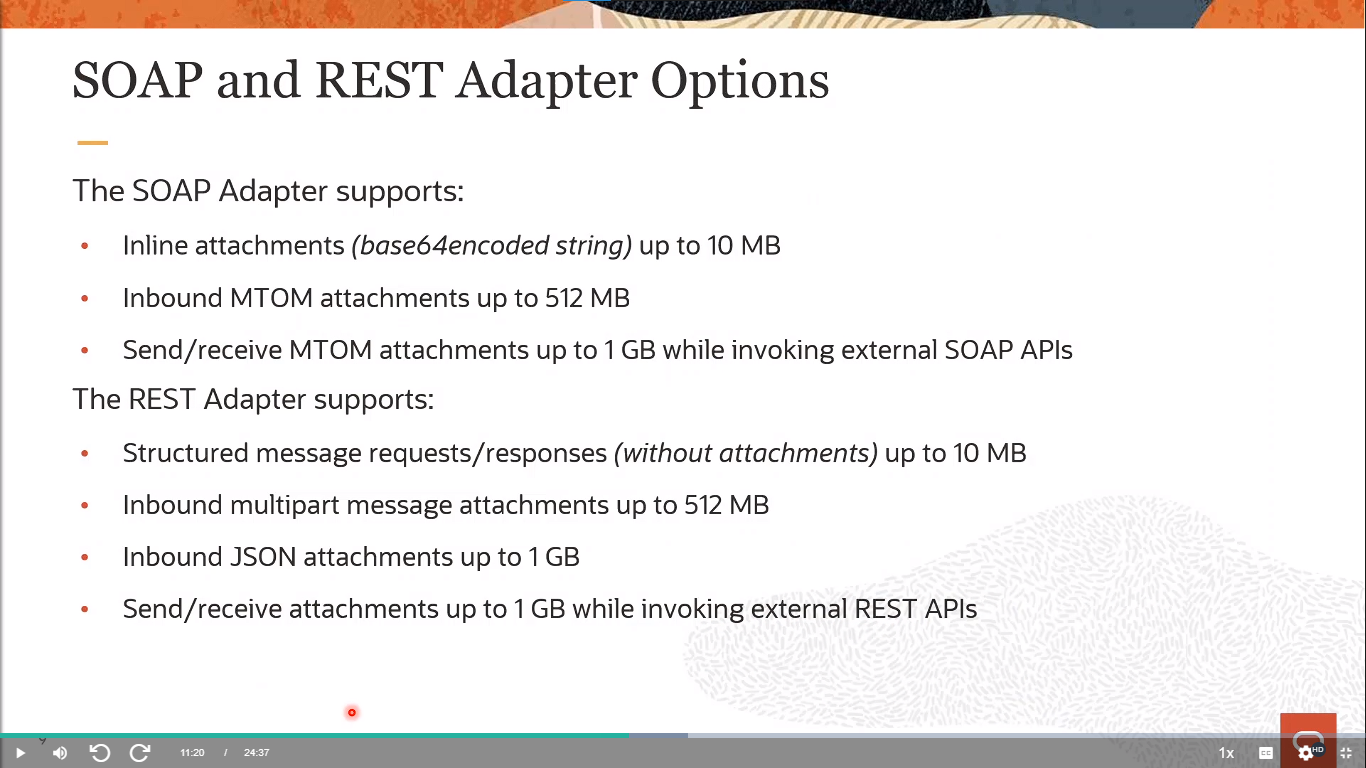 SOAP and REST Adapter Options
The SOAP Adapter supports:
• Inline attachments (base64encoded string) up to 10 MB
• Inbound MTOM attachments up to 512 MB
• Send/receive MTOM attachments up to 1 GB while invoking external SOAP APIs
The REST Adapter supports:
• Structured message requests/responses (without attachments) up to 10 MB
• Inbound multipart message attachments up to 512 MB
• Inbound JSON attachments up to 1 GB
• Send/receive attachments up to 1 GB while invoking external REST APIs
9
11:20 / 24:37 1x CC HD